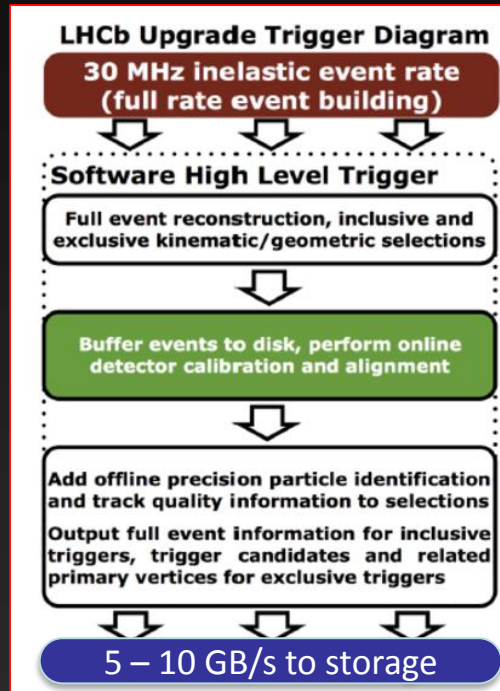 LHCb Upgrade Trigger Diagram
30 MHz inelastic event rate
(full rate event building)
Software High Level Trigger
Full event reconstruction, inclusive and
exclusive kinematic/geometric selections
Buffer events to disk, perform online
detector calibration and alignment
Add offline precision particle identification
and track quality information to selections
Output full event information for inclusive
triggers, trigger candidates and related
primary vertices for exclusive triggers
5 – 10 GB/s to storage